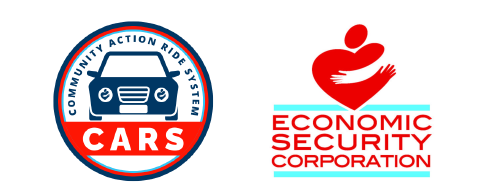 COMMUNITY ACTION RIDE SYSTEM
CARS
ECONOMIC
SECURITY
CORPORATION